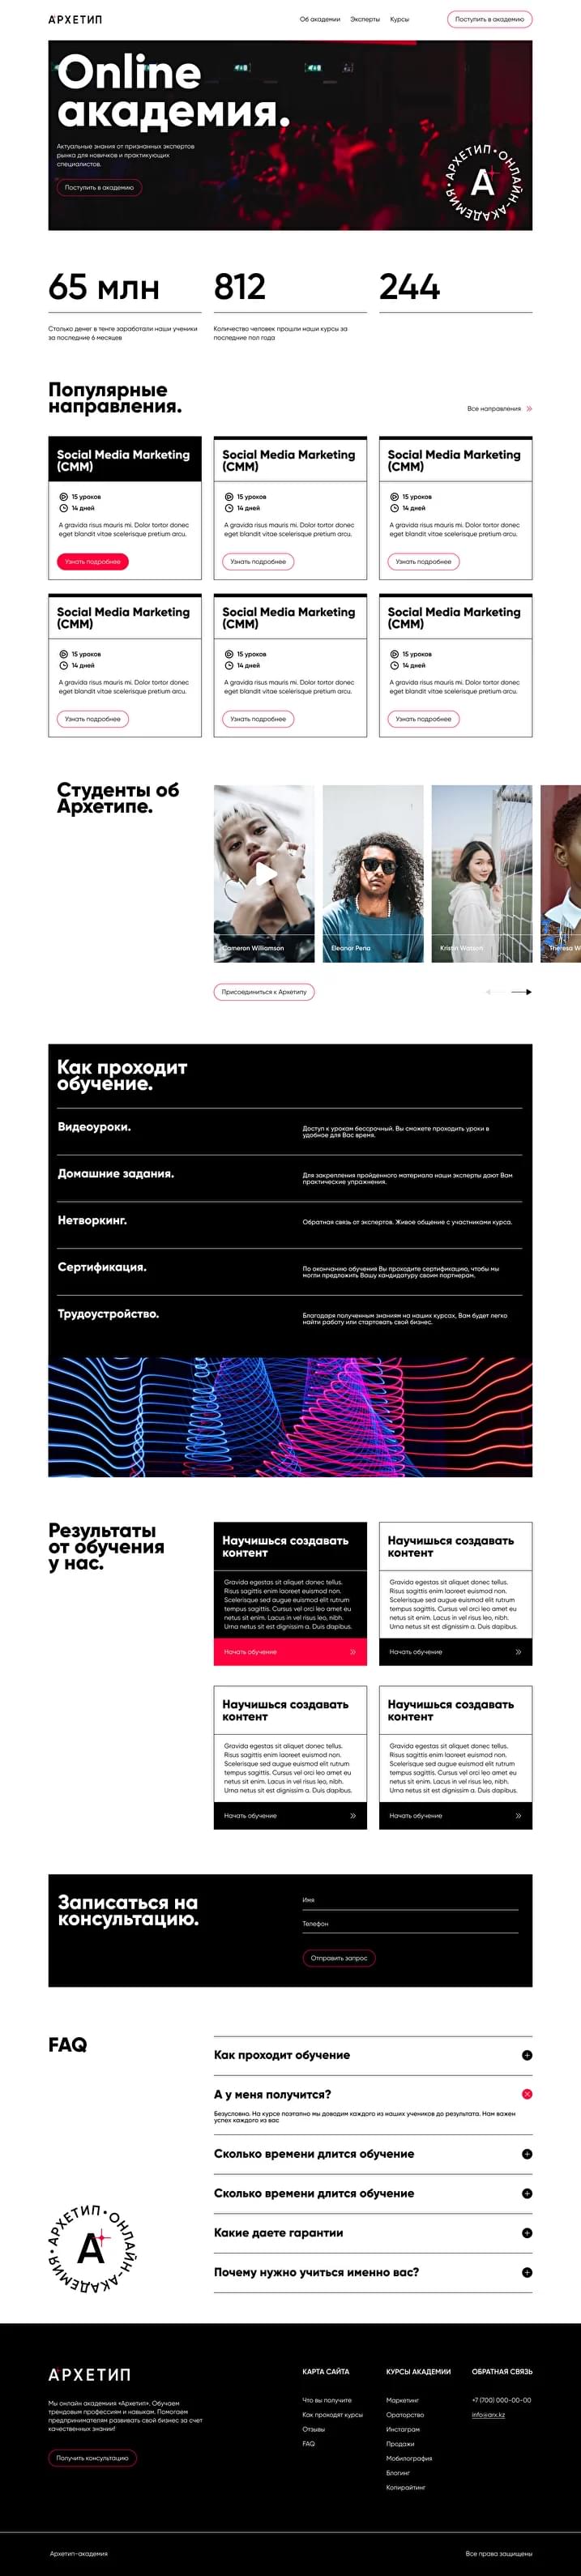 АРХЕТИП
Об академии
Эксперты
Курсы
Поступить в академию
Online
академия.
Актуальные знания от признанных экспертов
рынка для новичков и практикующих
специалистов.
Поступить в академию
АРХЕТИП•ОНЛАЙН-АКАДЕМИЯ•
А
65 млн
812
244
Столько денег в тенге заработали наши ученики
за последние 6 месяцев
Количество человек прошли наши курсы за
последние пол года
Популярные
направления.
Все направления
Social Media Marketing
(СММ)
15 уроков
14 дней
A gravida risus mauris mi. Dolor tortor donec
eget blandit vitae scelerisque pretium arcu.
Узнать подробнее
Social Media Marketing
(СММ)
15 уроков
14 дней
A gravida risus mauris mi. Dolor tortor donec
eget blandit vitae scelerisque pretium arcu.
Узнать подробнее
Social Media Marketing
(СММ)
15 уроков
14 дней
A gravida risus mauris mi. Dolor tortor donec
eget blandit vitae scelerisque pretium arcu.
Узнать подробнее
Social Media Marketing
(СММ)
15 уроков
14 дней
A gravida risus mauris mi. Dolor tortor donec
eget blandit vitae scelerisque pretium arcu.
Узнать подробнее
Social Media Marketing
(СММ)
15 уроков
14 дней
A gravida risus mauris mi. Dolor tortor donec
eget blandit vitae scelerisque pretium arcu.
Узнать подробнее
Social Media Marketing
(СММ)
15 уроков
14 дней
A gravida risus mauris mi. Dolor tortor donec
eget blandit vitae scelerisque pretium arcu.
Узнать подробнее
Студенты об
Архетипе.
Cameron Williamson
Eleanor Pena
Kristin Watson
Theresa W
Присоединиться к Архетипу
Как проходит
обучение.
Видеоуроки.
Доступ к урокам бессрочный. Вы сможете проходить уроки в
удобное для Вас время.
Домашние задания.
Для закрепления пройденного материала наши эксперты дают Вам
практические упражнения.
Нетворкинг.
Обратная связь от экспертов. Живое общение с участниками курса.
Сертификация.
По окончанию обучения Вы проходите сертификацию, чтобы мы
могли предложить Вашу кандидатуру своим партнерам.
Трудоустройство.
Благодаря полученным знаниям на наших курсах, Вам будет легко
найти работу или стартовать свой бизнес.
Результаты
от обучения
у нас.
Научишься создавать
контент
Gravida egestas sit aliquet donec tellus.
Risus sagittis enim laoreet euismod non.
Scelerisque sed augue euismod elit rutrum
tempus sagittis. Cursus vel orci leo amet eu
netus sit enim. Lacus in vel risus leo, nibh.
Urna netus sit est dignissim a. Duis dapibus.
Начать обучение
Научишься создавать
контент
Gravida egestas sit aliquet donec tellus.
Risus sagittis enim laoreet euismod non.
Scelerisque sed augue euismod elit rutrum
tempus sagittis. Cursus vel orci leo amet eu
netus sit enim. Lacus in vel risus leo, nibh.
Urna netus sit est dignissim a. Duis dapibus.
Начать обучение
Научишься создавать
контент
Gravida egestas sit aliquet donec tellus.
Risus sagittis enim laoreet euismod non.
Scelerisque sed augue euismod elit rutrum
tempus sagittis. Cursus vel orci leo amet eu
netus sit enim. Lacus in vel risus leo, nibh.
Urna netus sit est dignissim a. Duis dapibus.
Начать обучение
Научишься создавать
контент
Gravida egestas sit aliquet donec tellus.
Risus sagittis enim laoreet euismod non.
Scelerisque sed augue euismod elit rutrum
tempus sagittis. Cursus vel orci leo amet eu
netus sit enim. Lacus in vel risus leo, nibh.
Urna netus sit est dignissim a. Duis dapibus.
Начать обучение
Записаться на
консультацию.
Имя
Телефон
Отправить запрос
FAQ
Как проходит обучение
А у меня получится?
Безусловно. На курсе поэтапно мы доводим каждого из наших учеников до результата. Нам важен
успех каждого из вас
Сколько времени длится обучение
Сколько времени длится обучение
Какие даете гарантии
Почему нужно учиться именно вас?
АРХЕТИП•ОНЛАЙН-АКАДЕМИЯ•
А
АРХЕТИП
Мы онлайн академиия «Архетип». Обучаем
трендовым профессиям и навыкам. Помогаем
предпринимателям развивать свой бизнес за счет
качественных знаний!
Получить консультацию
КАРТА САЙТА
Что вы получите
Как проходят курсы
Отзывы
FAQ
КУРСЫ АКАДЕМИИ
Маркетинг
Ораторство
Инстаграм
Продажи
Мобилография
Блогинг
Копирайтинг
ОБРАТНАЯ СВЯЗЬ
+7 (700) 000-00-00
info@arx.kz
Архетип-академия
Все права защищены